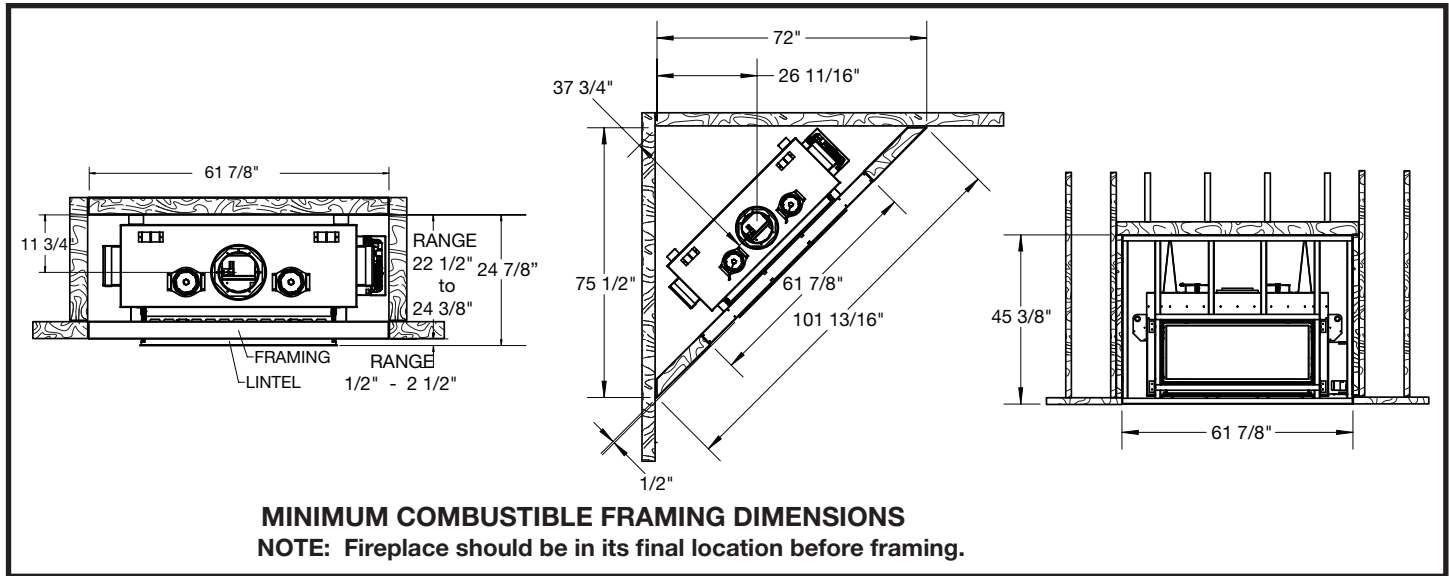 61 7/8"
11 3/4
RANGE
22 1/2"
to
24 3/8"
24 7/8”
FRAMING
LINTEL
RANGE
1/2" - 2 1/2"
72"
26 11/16"
37 3/4"
75 1/2"
61 7/8"
101 13/16"
1/2"
45 3/8"
61 7/8"
MINIMUM COMBUSTIBLE FRAMING DIMENSIONS
NOTE: Fireplace should be in its final location before framing.